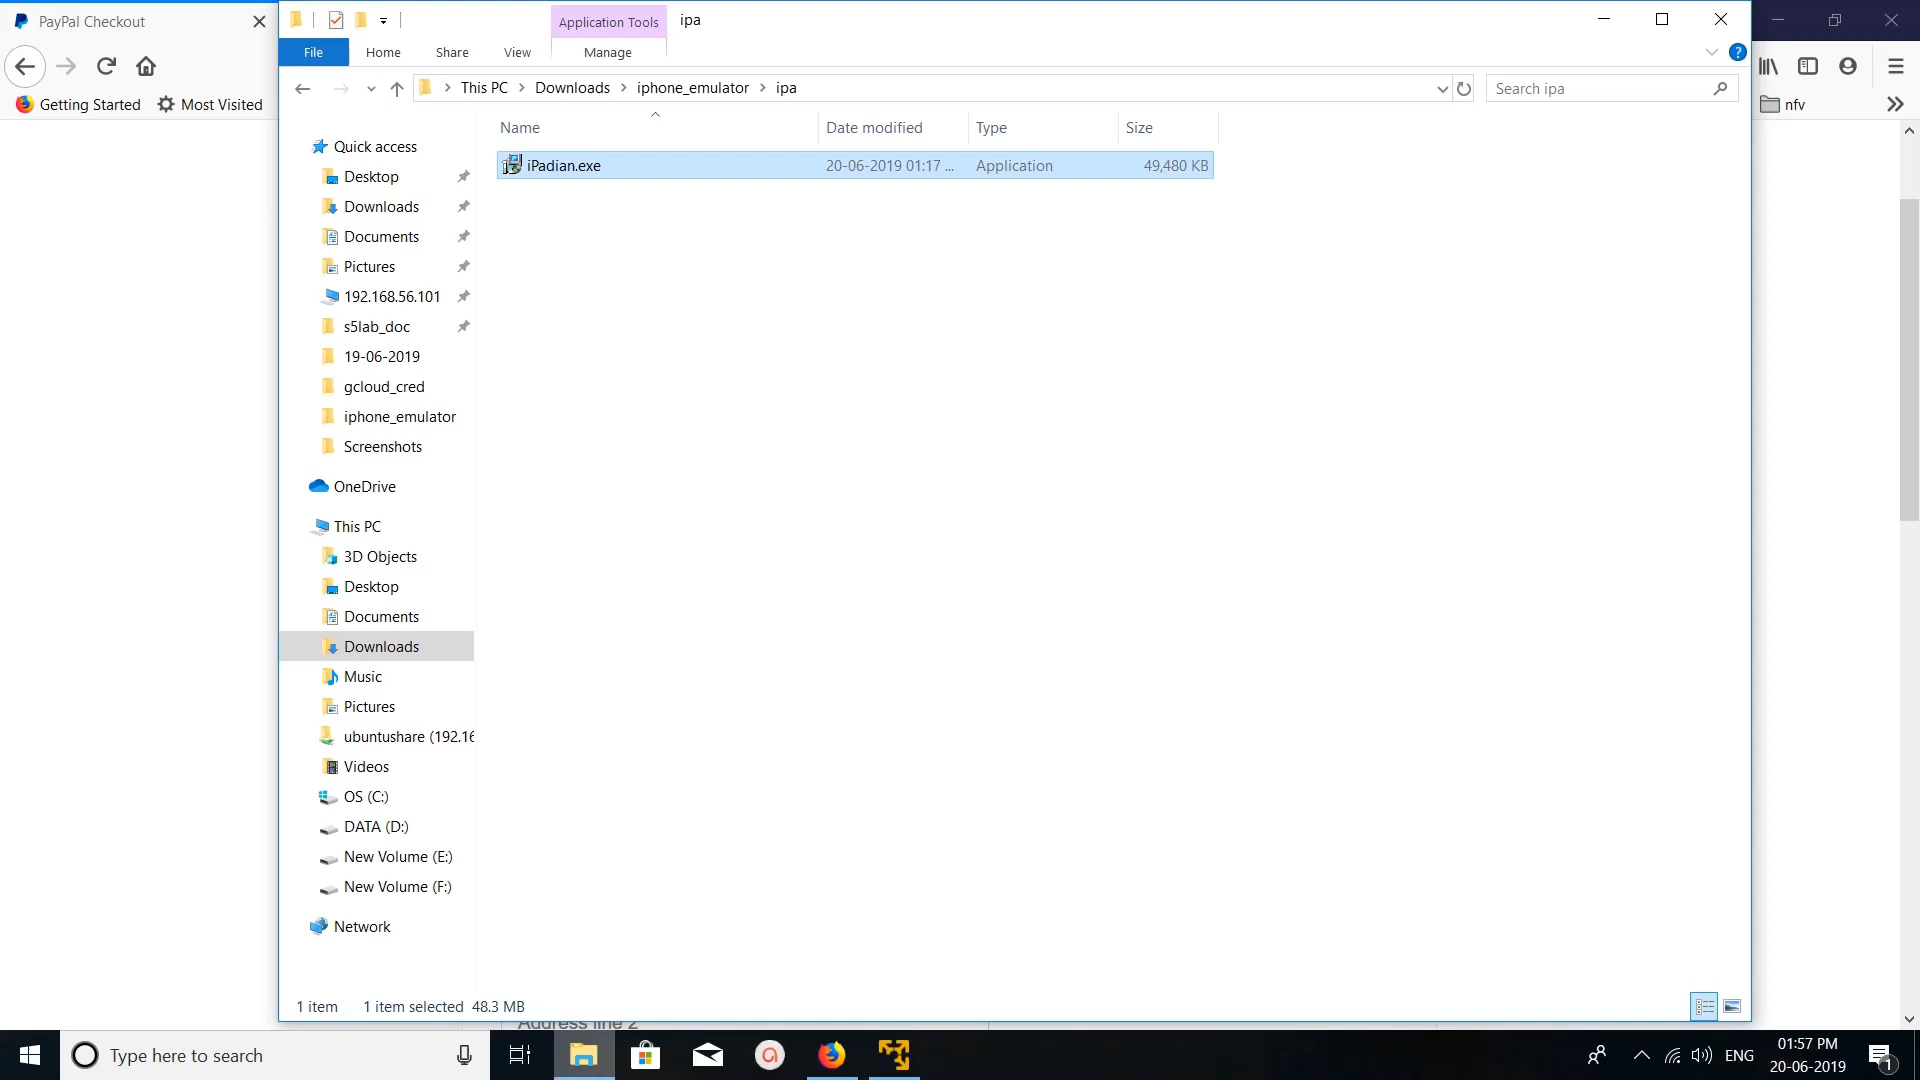 PayPal Checkout
Application Tools
ipa
File
Home
Share
View
Manage
This PC
Downloads
iphone_emulator
ipa
Search ipa
Getting Started
Most Visited
nfv
Name
Date modified
Type
Size
iPadian.exe
20-06-2019 01:17 ...
Application
49,480 KB
Quick access
Desktop
Downloads
Documents
Pictures
192.168.56.101
s5lab_doc
19-06-2019
gcloud_cred
iphone_emulator
Screenshots
OneDrive
This PC
3D Objects
Desktop
Documents
Downloads
Music
Pictures
ubuntushare (192.16
Videos
OS (C:)
DATA (D:)
New Volume (E:)
New Volume (F:)
Network
1 item
1 item selected 48.3 MB
Address line 2
Type here to search
ENG
01:57 PM
20-06-2019
1